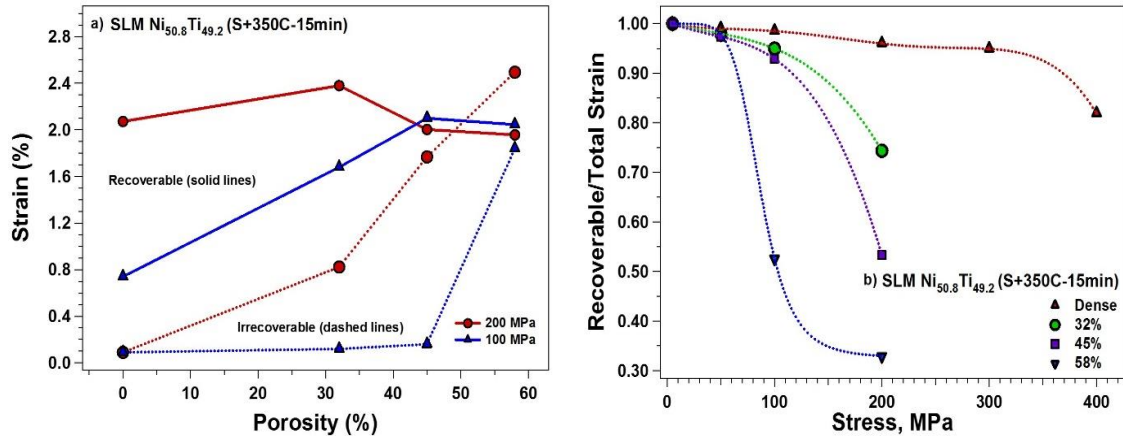 a) SLM Ni50.8Ti49.2 (S+350C-15min)
2.8
2.4
2.0
1.6
1.2
0.8
0.4
0.0
Strain (%)
Recoverable (solid lines)
Irrecoverable (dashed lines)
200 MPa
100 MPa
0 10 20 30 40 50 60
Porosity (%)
1.00
0.90
0.80
0.70
0.60
0.50
0.40
0.30
Recoverable/Total Strain
b) SLM Ni50.8Ti49.2 (S+350C-15min)
Dense
32%
45%
58%
0 100 200 300 400
Stress, MPa